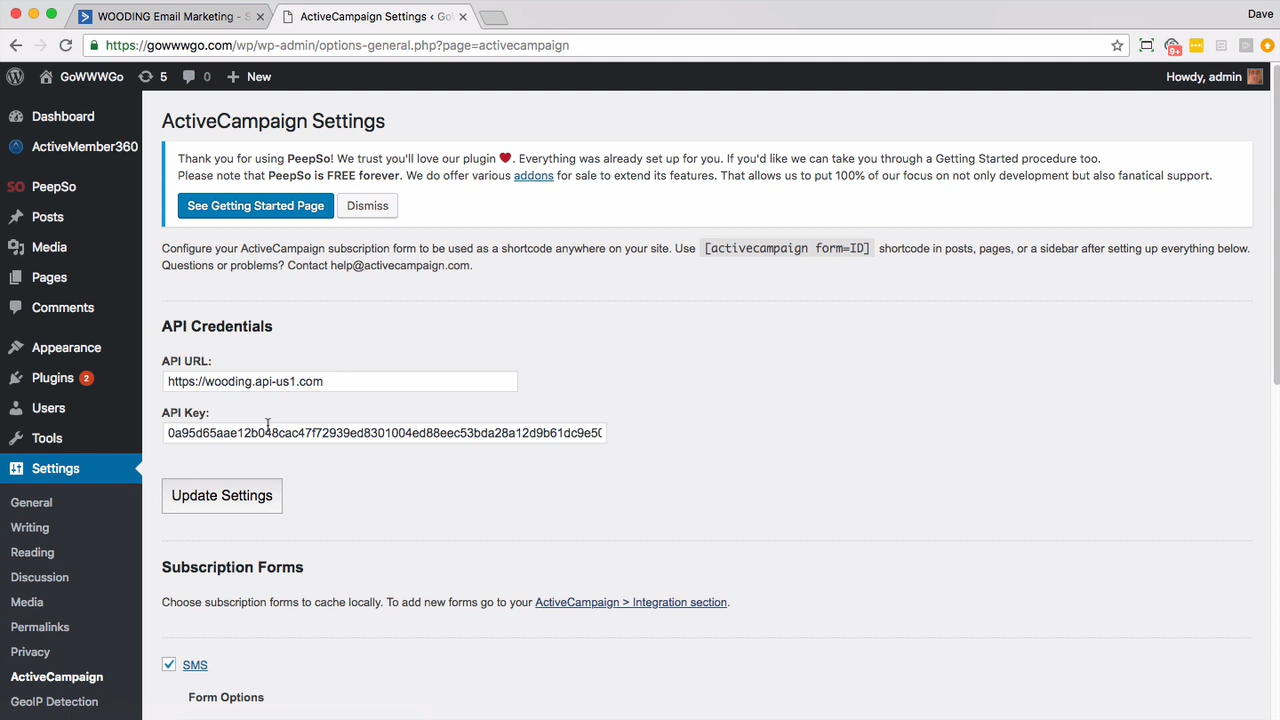 WOODING Email Marketing - S
ActiveCampaign Settings ‹ Go
Dave
https://gowwwgo.com/wp/wp-admin/options-general.php?page=activecampaign
9+
GoWWWGo
5
0
New
Howdy, admin
Dashboard
ActiveMember360
SO PeepSo
Posts
Media
Pages
Comments
Appearance
Plugins 2
Users
Tools
Settings
General
Writing
Reading
Discussion
Media
Permalinks
Privacy
ActiveCampaign
GeoIP Detection
ActiveCampaign Settings
Thank you for using PeepSo! We trust you'll love our plugin ❤. Everything was already set up for you. If you'd like we can take you through a Getting Started procedure too.
Please note that PeepSo is FREE forever. We do offer various addons for sale to extend its features. That allows us to put 100% of our focus on not only development but also fanatical support.
See Getting Started Page
Dismiss
Configure your ActiveCampaign subscription form to be used as a shortcode anywhere on your site. Use [activecampaign form=ID] shortcode in posts, pages, or a sidebar after setting up everything below.
Questions or problems? Contact help@activecampaign.com.
API Credentials
API URL:
https://wooding.api-us1.com
API Key:
0a95d65aae12b048cac47f72939ed8301004ed88eec53bda28a12d9b61dc9e50
Update Settings
Subscription Forms
Choose subscription forms to cache locally. To add new forms go to your ActiveCampaign > Integration section.
SMS
Form Options